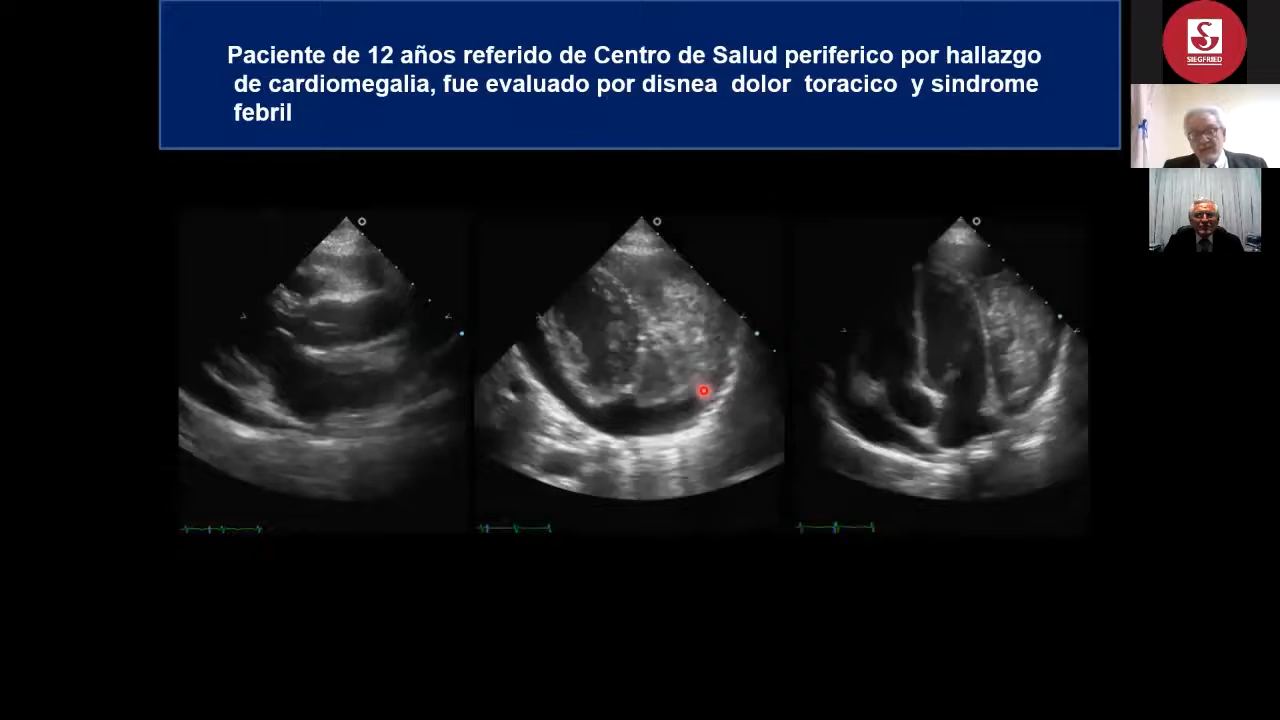 Paciente de 12 años referido de Centro de Salud periferico por hallazgo
de cardiomegalia, fue evaluado por disnea dolor toracico y sindrome
febril
SIEGFRIED